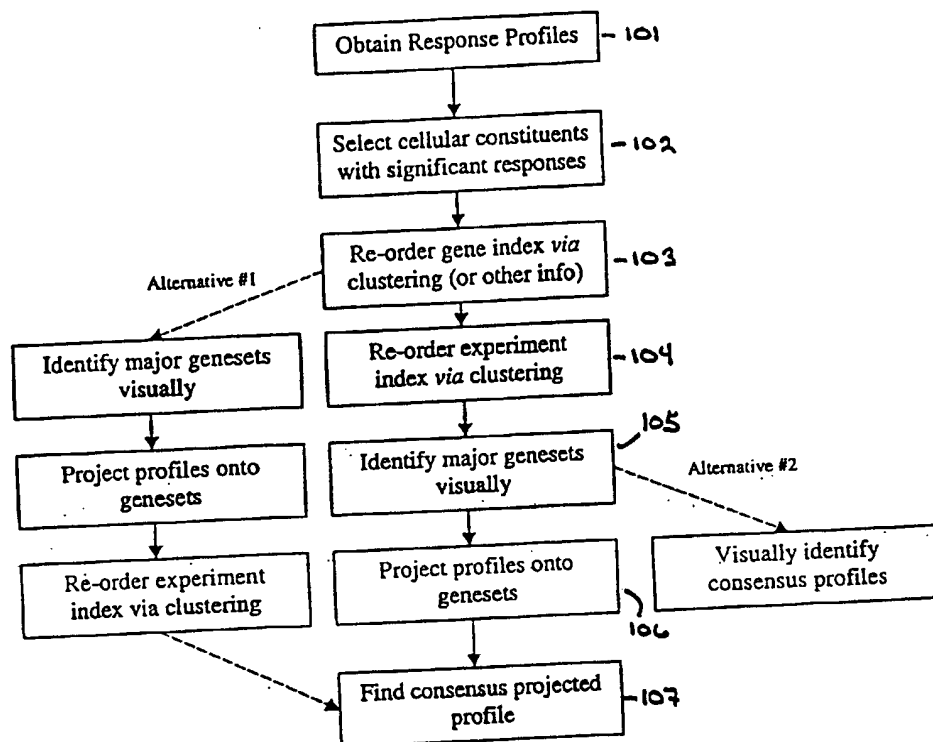 Obtain Response Profiles
101
Select cellular constituents
with significant responses
102
Re-order gene index via
clustering (or other info)
103
Alternative #1
Identify major genesets
visually
Re-order experiment
index via clustering
104
Project profiles onto
genesets
Identify major genesets
visually
105
Alternative #2
Re-order experiment
index via clustering
Project profiles onto
genesets
106
Visually identify
consensus profiles
Find consensus projected
profile
107